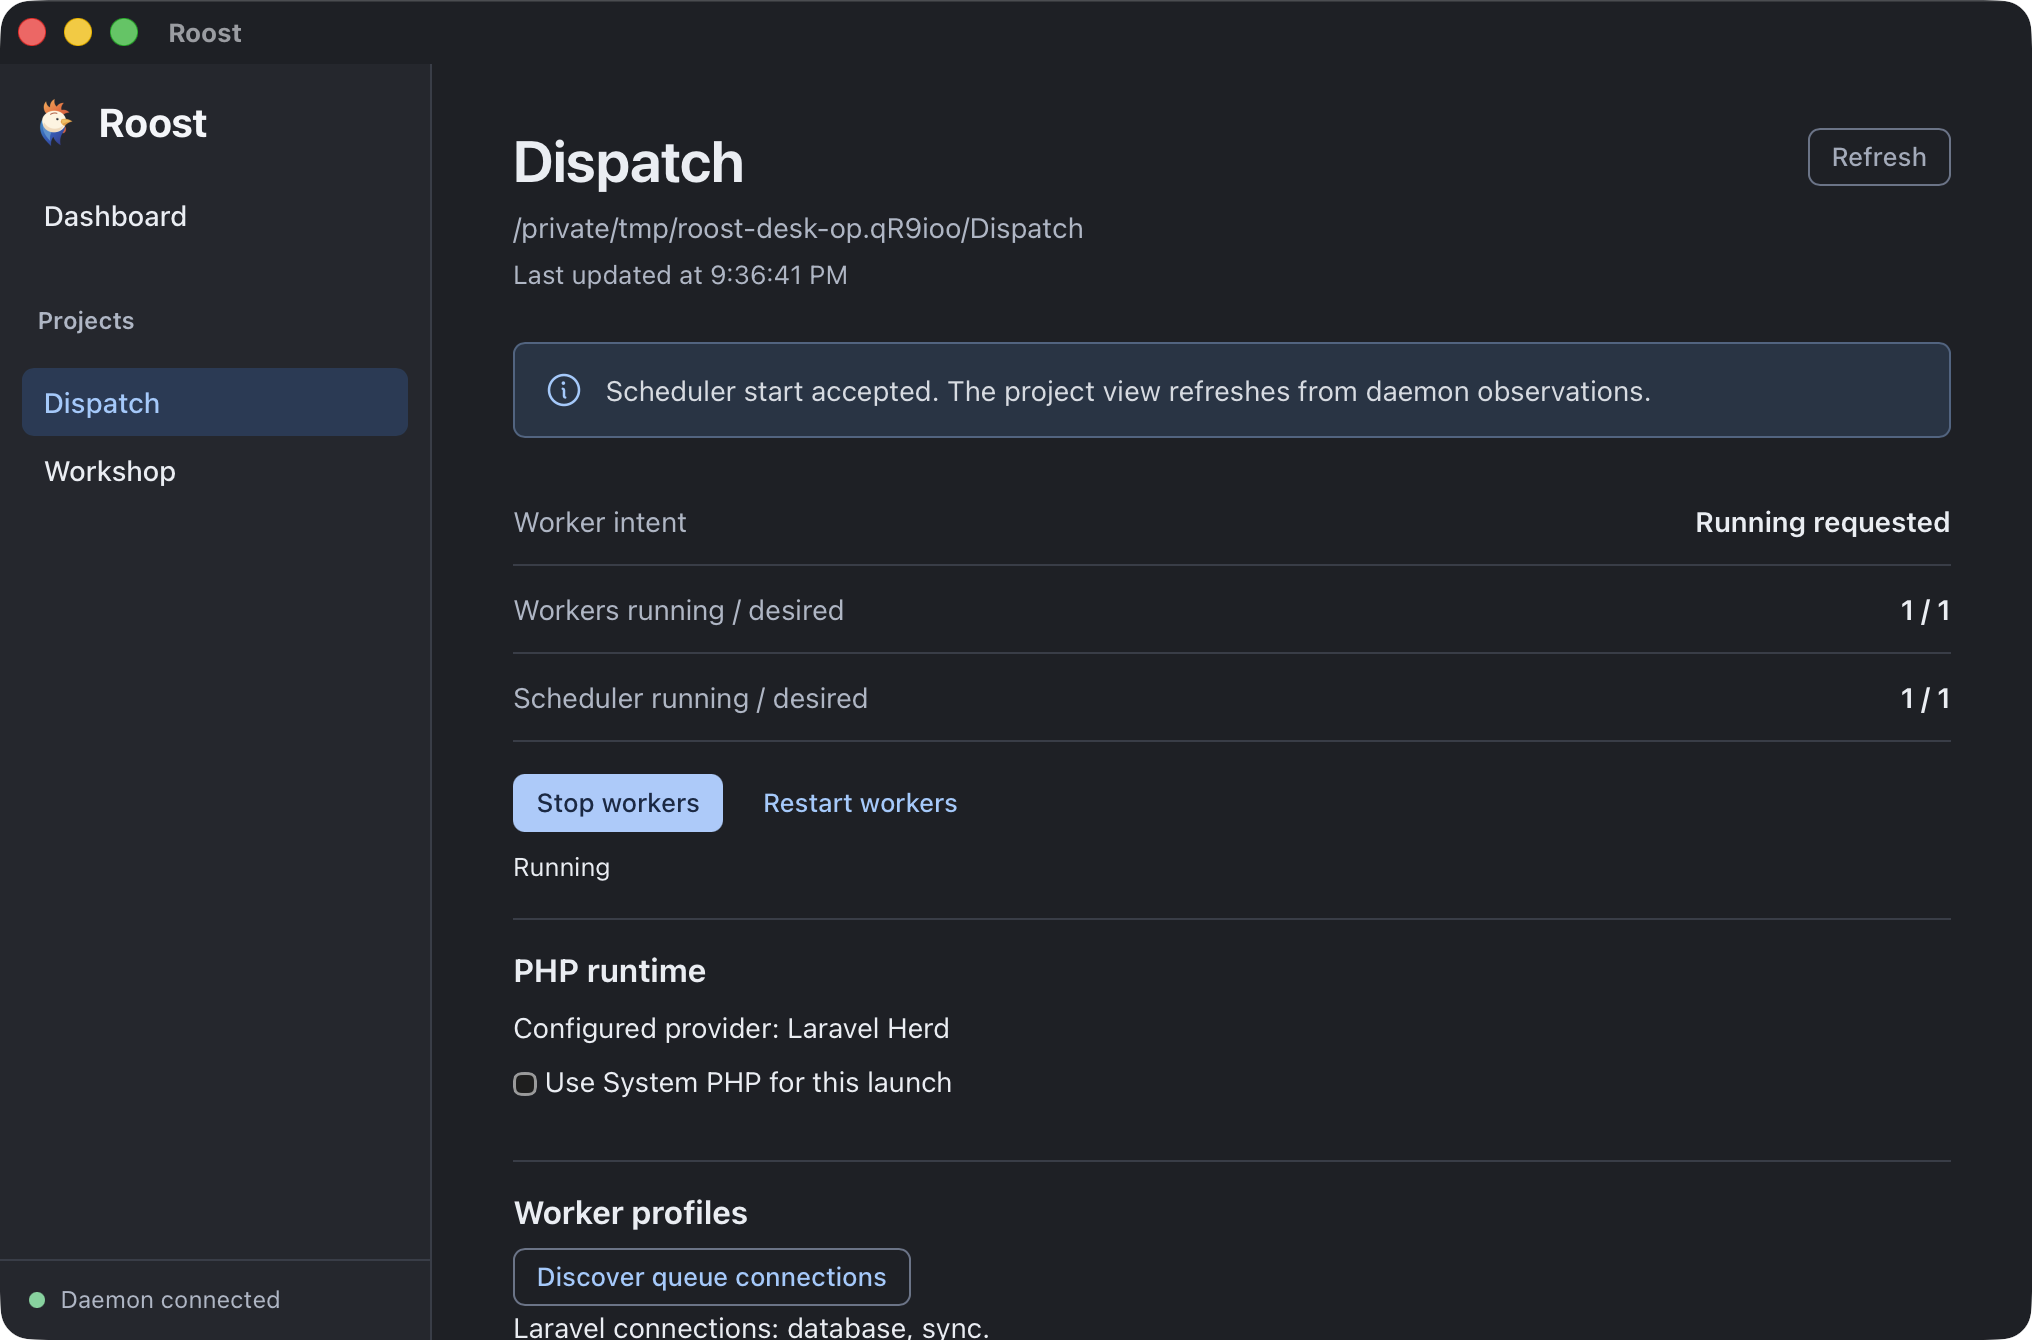 Roost
Roost
Dashboard
Projects
Dispatch
Workshop
Daemon connected
Dispatch
Refresh
/private/tmp/roost-desk-op.qR9ioo/Dispatch
Last updated at 9:36:41 PM
Scheduler start accepted. The project view refreshes from daemon observations.
Worker intent Running requested
Workers running / desired 1 / 1
Scheduler running / desired 1 / 1
Stop workers Restart workers
Running
PHP runtime
Configured provider: Laravel Herd
Use System PHP for this launch
Worker profiles
Discover queue connections
Laravel connections: database, sync.